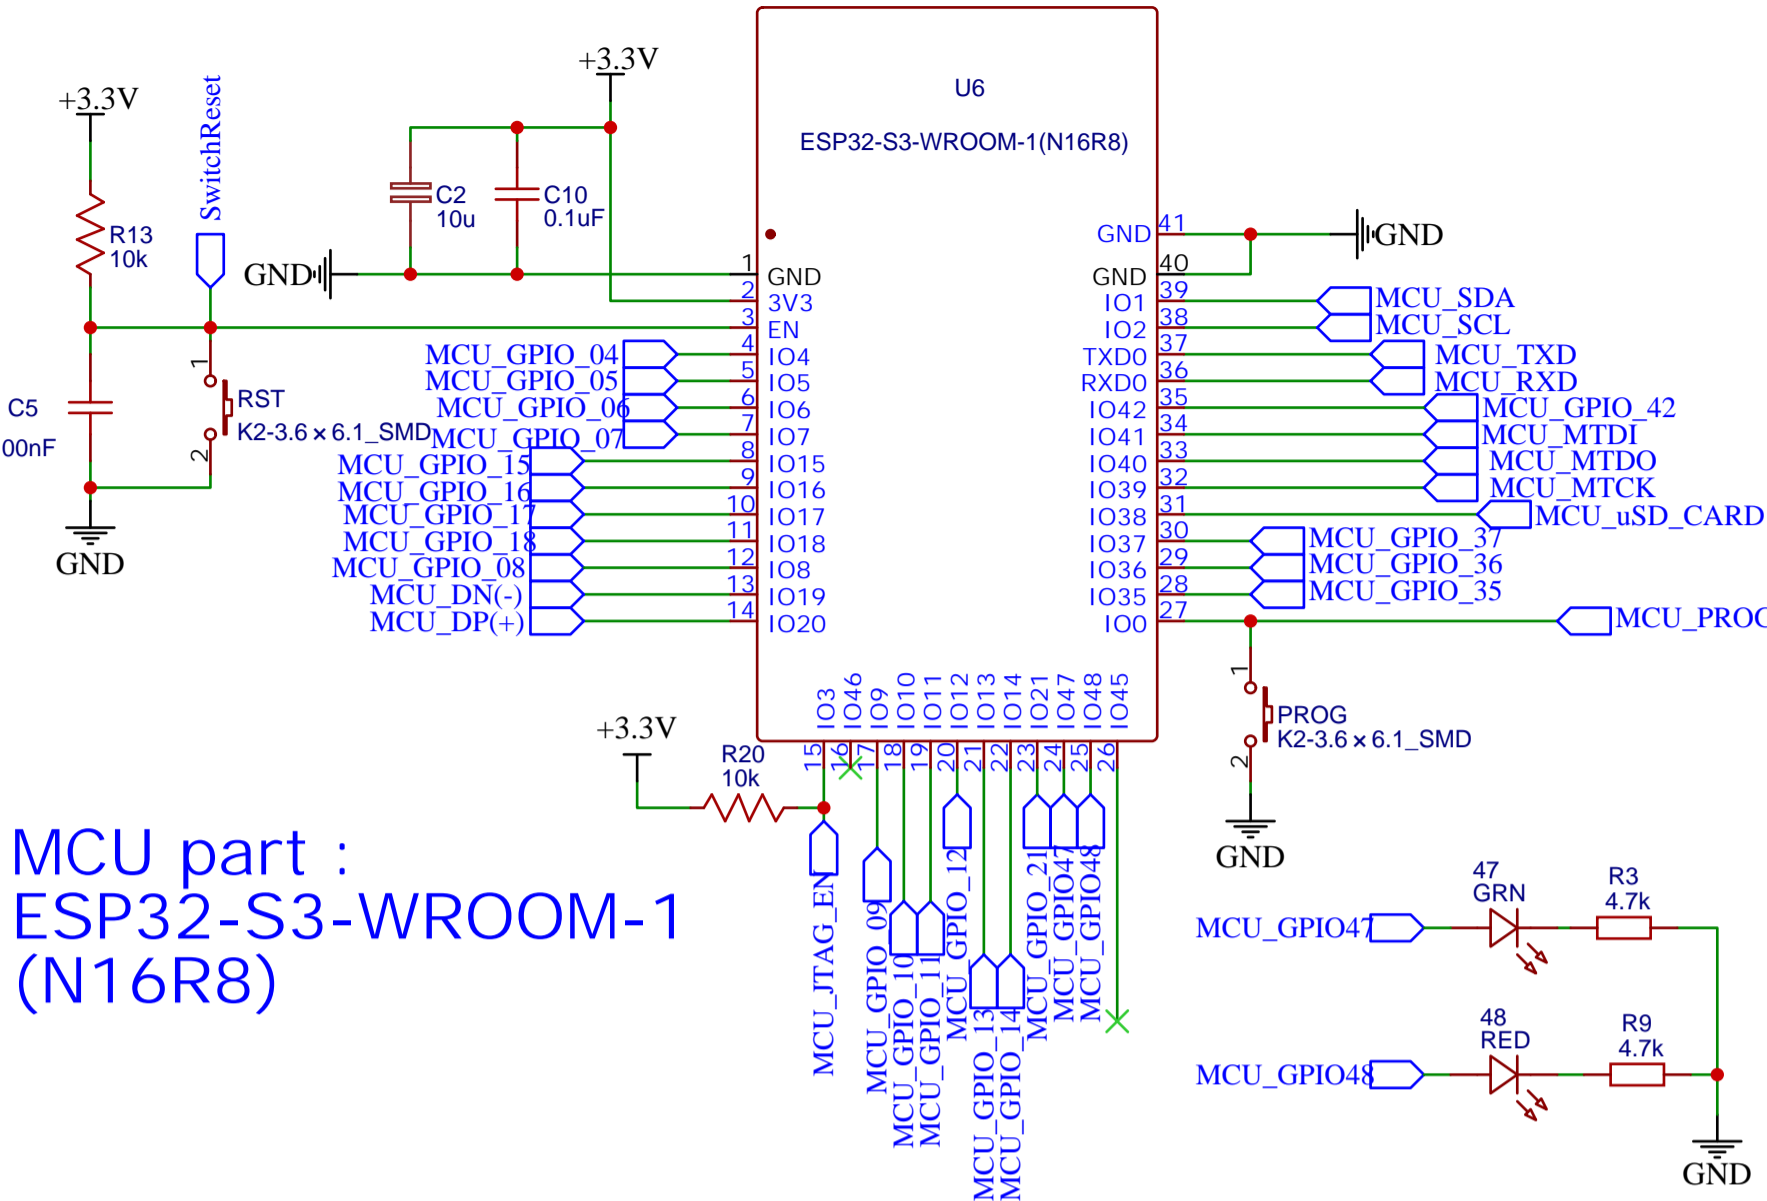 +3.3V
SwitchReset
R13
10k
C5
00nF
GND
RST
K2-3.6×6.1_SMD
1
2
+3.3V
C2
10u
C10
0.1uF
GND
U6
ESP32-S3-WROOM-1(N16R8)
1 GND
2 3V3
3 EN
MCU_GPIO_04 4 IO4
MCU_GPIO_05 5 IO5
MCU_GPIO_06 6 IO6
MCU_GPIO_07 7 IO7
MCU_GPIO_15 8 IO15
MCU_GPIO_16 9 IO16
MCU_GPIO_17 10 IO17
MCU_GPIO_18 11 IO18
MCU_GPIO_08 12 IO8
MCU_DN(-) 13 IO19
MCU_DP(+) 14 IO20
GND 41 GND
GND 40
IO1 39 MCU_SDA
IO2 38 MCU_SCL
TXD0 37 MCU_TXD
RXD0 36 MCU_RXD
IO42 35 MCU_GPIO_42
IO41 34 MCU_MTDI
IO40 33 MCU_MTDO
IO39 32 MCU_MTCK
IO38 31 MCU_uSD_CARD
IO37 30 MCU_GPIO_37
IO36 29 MCU_GPIO_36
IO35 28 MCU_GPIO_35
IO0 27 MCU_PROG
1
2
PROG
K2-3.6×6.1_SMD
GND
+3.3V
R20
10k
IO3 15 MCU_JTAG_EN
IO46 16
IO9 17 MCU_GPIO_09
IO10 18 MCU_GPIO_10
IO11 19 MCU_GPIO_11
IO12 20 MCU_GPIO_12
IO13 21 MCU_GPIO_13
IO14 22 MCU_GPIO_14
IO21 23 MCU_GPIO_21
IO47 24 MCU_GPIO47
IO48 25 MCU_GPIO48
IO45 26
MCU part :
ESP32-S3-WROOM-1
(N16R8)
47
GRN
R3
4.7k
MCU_GPIO47
48
RED
R9
4.7k
MCU_GPIO48
GND